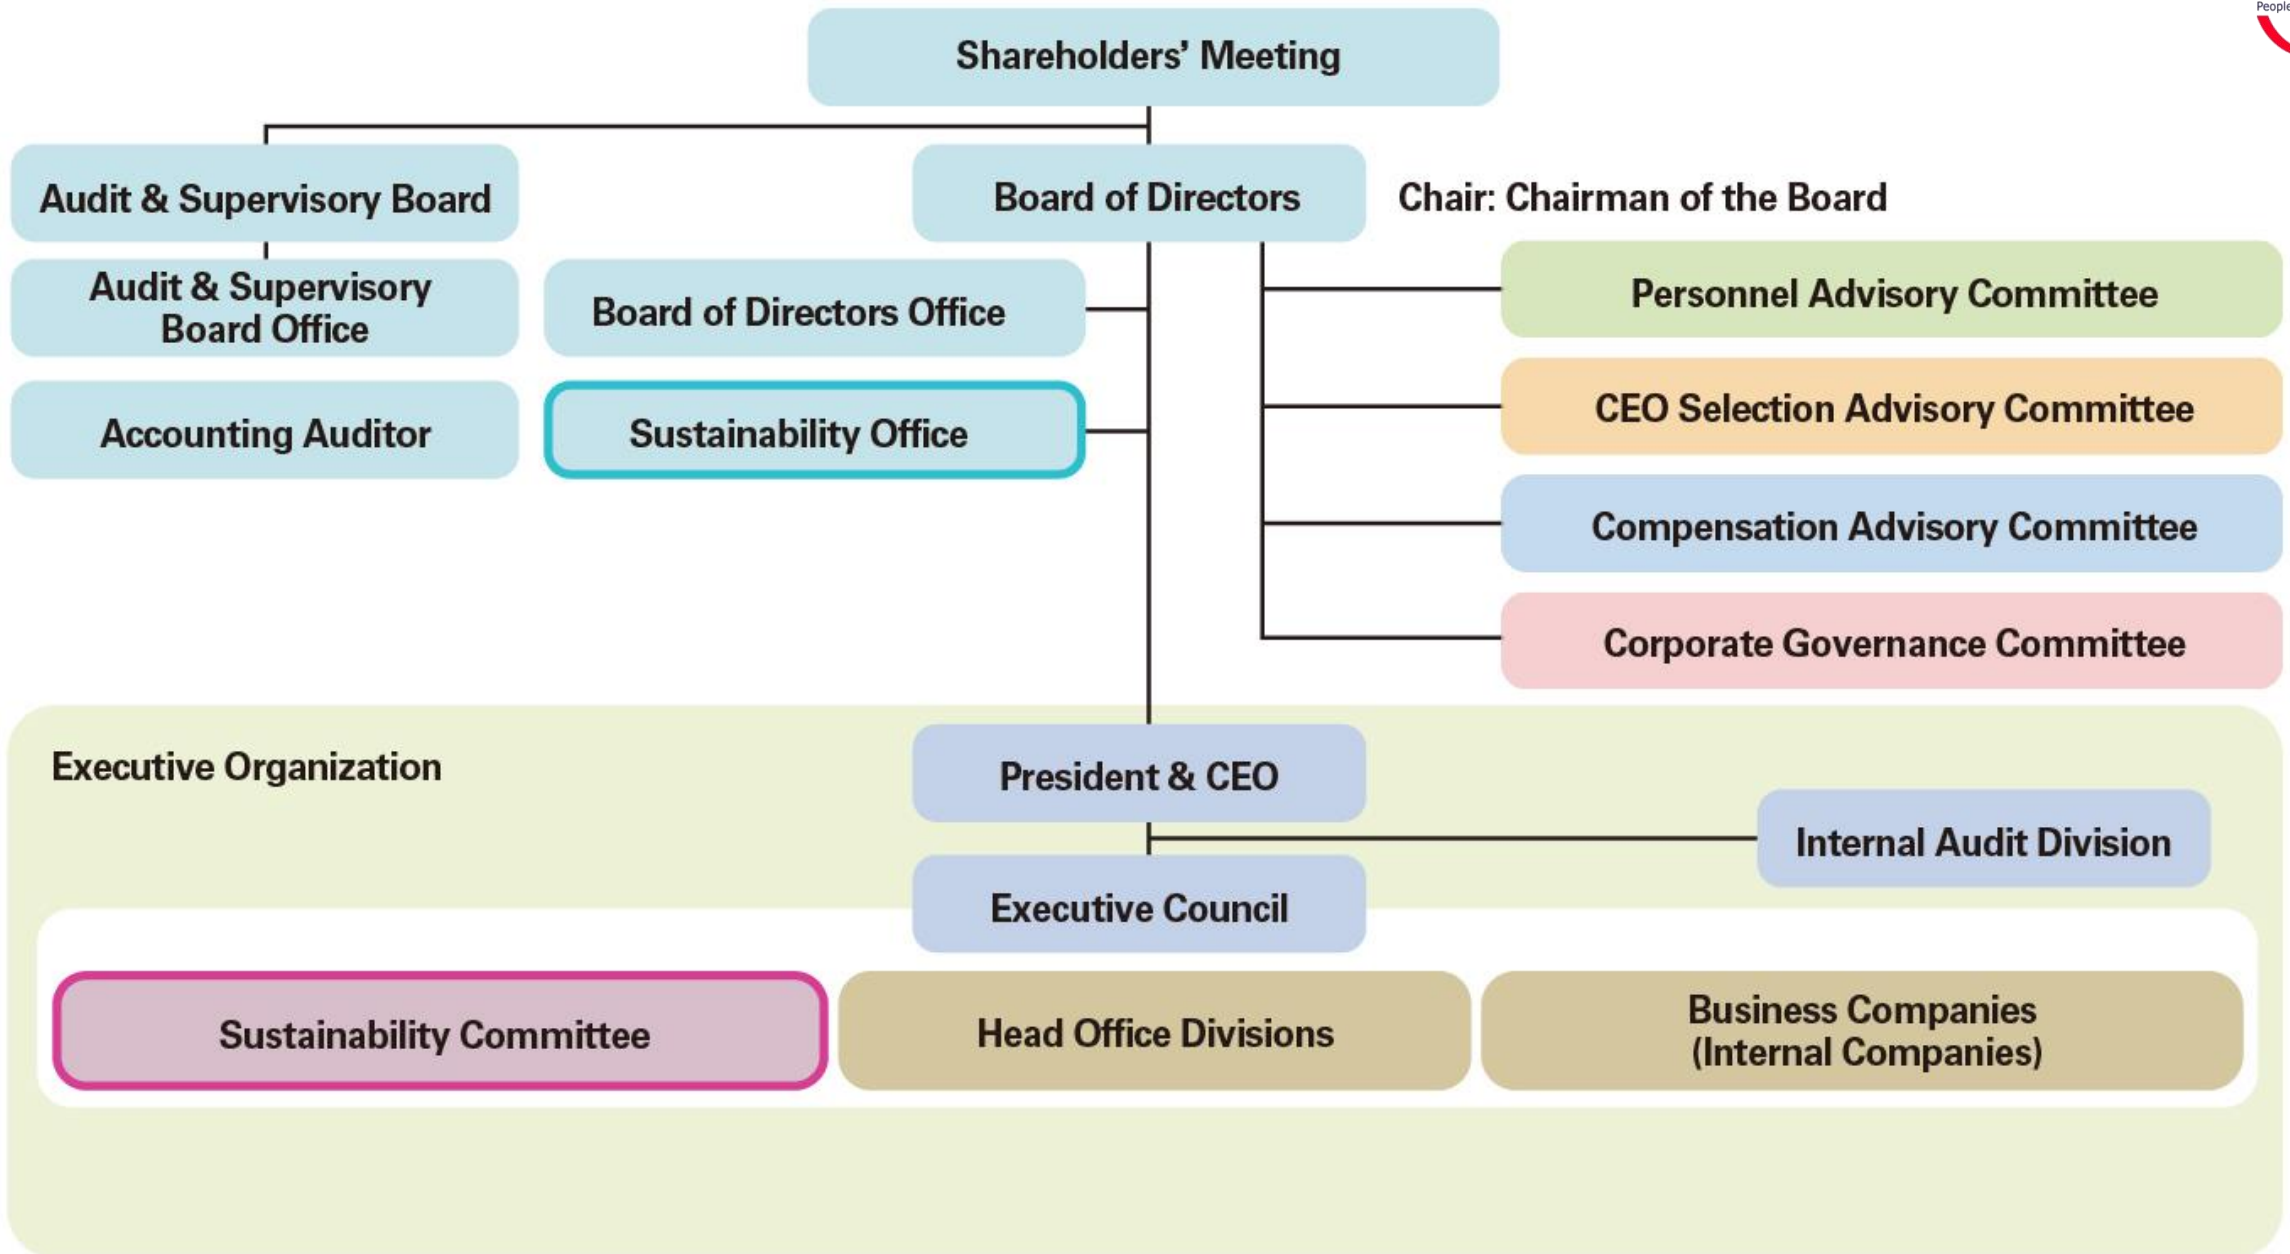 People
Shareholders’ Meeting
Audit & Supervisory Board
Board of Directors
Chair: Chairman of the Board
Audit & Supervisory
Board Office
Board of Directors Office
Personnel Advisory Committee
CEO Selection Advisory Committee
Accounting Auditor
Sustainability Office
Compensation Advisory Committee
Corporate Governance Committee
Executive Organization
President & CEO
Internal Audit Division
Executive Council
Sustainability Committee
Head Office Divisions
Business Companies
(Internal Companies)